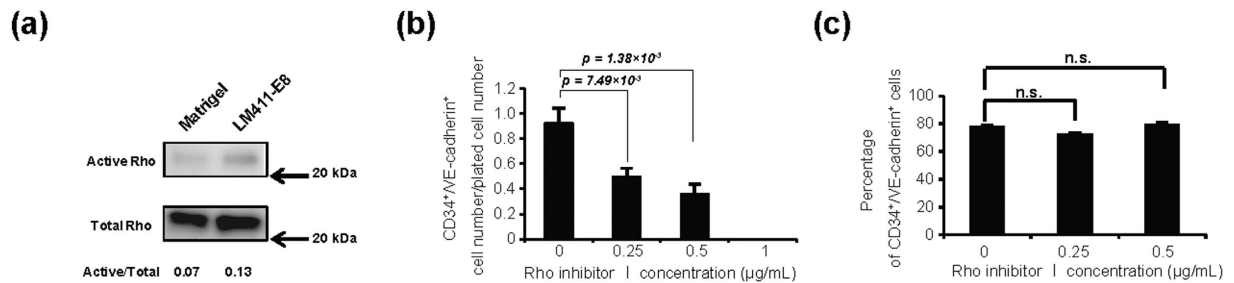 (a)
Matrigel
LM411-E8
Active Rho
20 kDa
Total Rho
20 kDa
Active/Total 0.07 0.13
(b)
p = 1.38×10⁻³
p = 7.49×10⁻³
CD34⁺/VE-cadherin⁺
cell number/plated cell number
1.2
1.0
0.8
0.6
0.4
0.2
0
0 0.25 0.5 1
Rho inhibitor I concentration (µg/mL)
(c)
n.s.
n.s.
Percentage
of CD34⁺/VE-cadherin⁺ cells
100
80
60
40
20
0
0 0.25 0.5
Rho inhibitor I concentration (µg/mL)